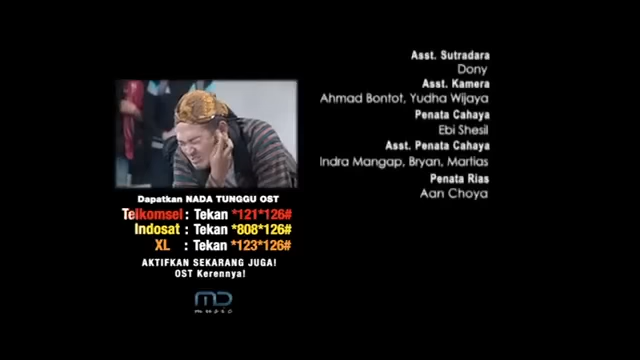 Asst. Sutradara
Dony
Asst. Kamera
Ahmad Bontot, Yudha Wijaya
Penata Cahaya
Ebi Shesil
Asst. Penata Cahaya
Indra Mangap, Bryan, Martias
Penata Rias
Aan Choya
Dapatkan NADA TUNGGU OST
Telkomsel : Tekan *121*126#
Indosat : Tekan *808*126#
XL : Tekan *123*126#
AKTIFKAN SEKARANG JUGA!
OST Kerennya!
MD